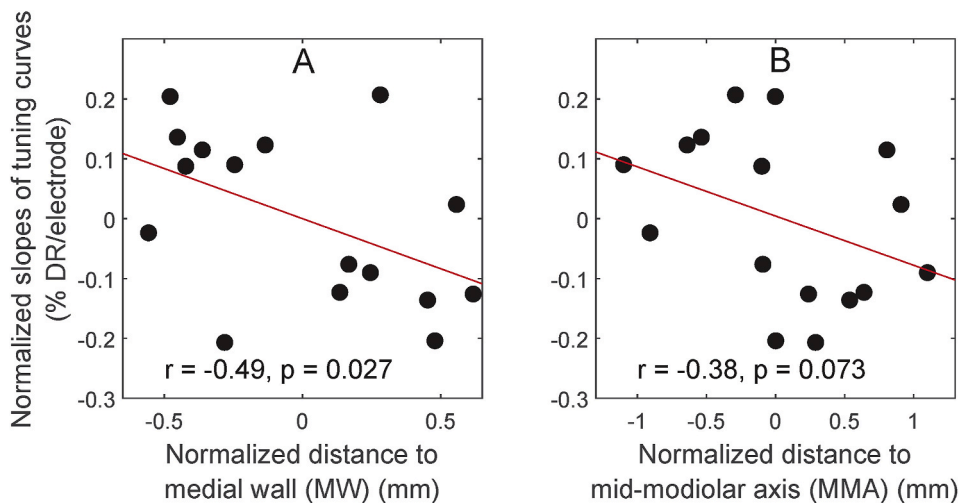 Normalized slopes of tuning curves
(% DR/electrode)
A
0.2
0.1
0
-0.1
-0.2
-0.3
r = -0.49, p = 0.027
-0.5
0
0.5
Normalized distance to
medial wall (MW) (mm)
B
0.2
0.1
0
-0.1
-0.2
-0.3
r = -0.38, p = 0.073
-1
-0.5
0
0.5
1
Normalized distance to
mid-modiolar axis (MMA) (mm)